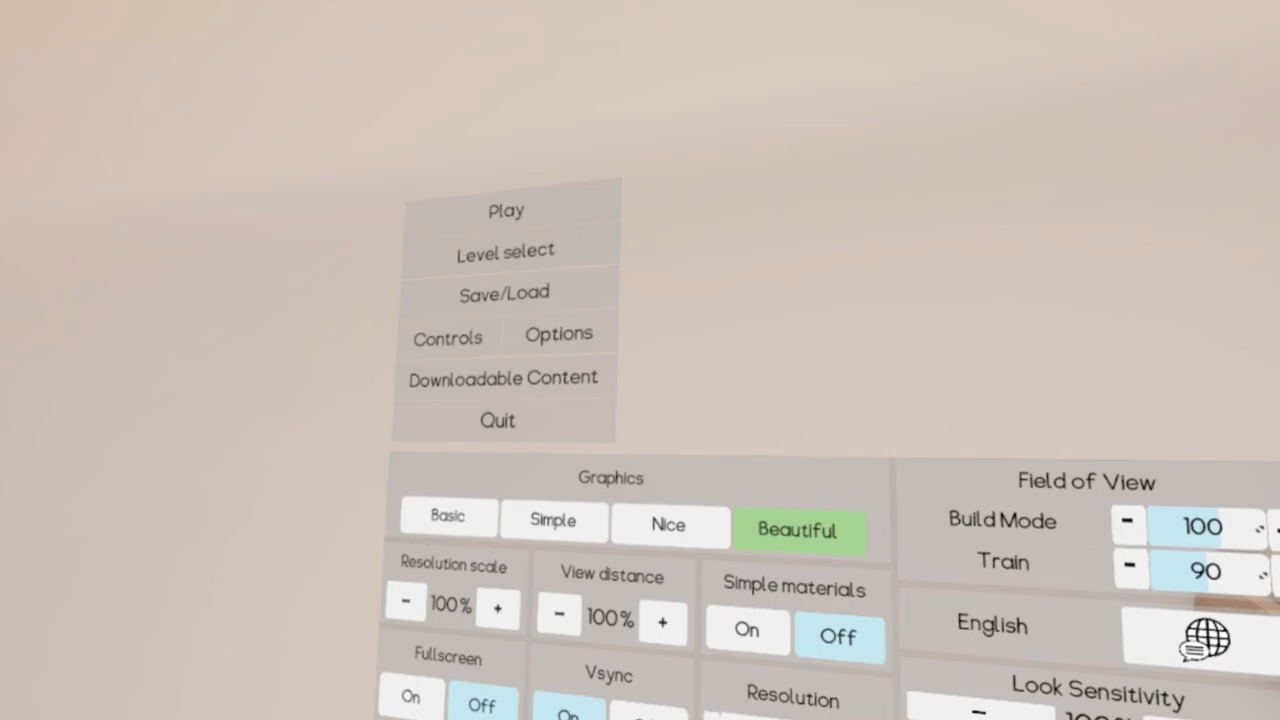 Play
Level select
Save/Load
Controls Options
Downloadable Content
Quit
Graphics
Basic Simple Nice Beautiful
Resolution scale View distance Simple materials
- 100% + - 100% + On Off
Fullscreen Vsync Resolution
On Off On
Field of View
Build Mode - 100
Train - 90
English
Look Sensitivity
-